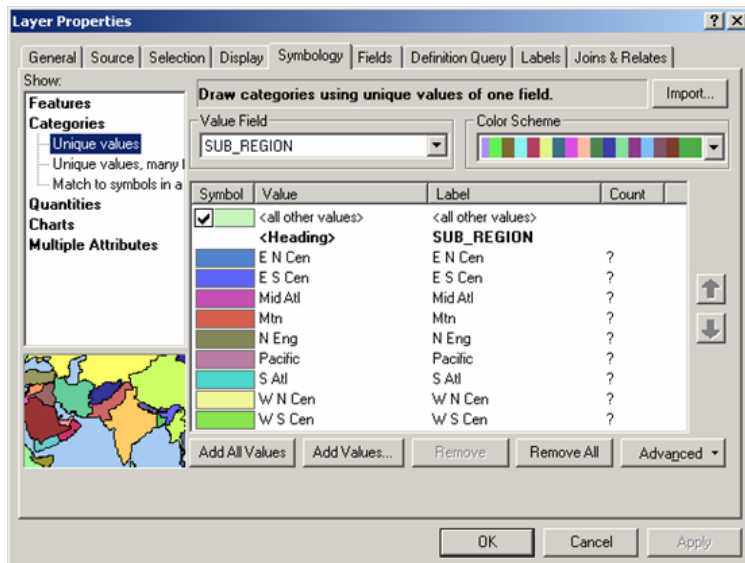 Layer Properties
General Source Selection Display Symbology Fields Definition Query Labels Joins & Relates
Show:
Features
Categories
Unique values
Unique values, many f
Match to symbols in a
Quantities
Charts
Multiple Attributes
Draw categories using unique values of one field.
Import...
Value Field
SUB_REGION
Color Scheme
Symbol Value Label Count
<all other values> <all other values>
<Heading> SUB_REGION
E N Cen E N Cen ?
E S Cen E S Cen ?
Mid Atl Mid Atl ?
Mtn Mtn ?
N Eng N Eng ?
Pacific Pacific ?
S Atl S Atl ?
W N Cen W N Cen ?
W S Cen W S Cen ?
Add All Values Add Values... Remove Remove All Advanced
OK Cancel Apply